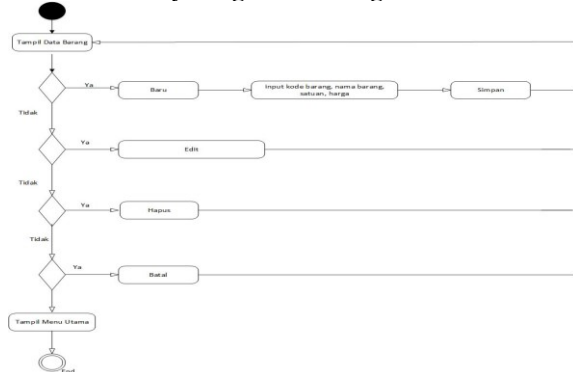 Tampil Data Barang
Ya
Baru
Input kode barang, nama barang,
satuan, harga
Simpan
Tidak
Ya
Edit
Tidak
Ya
Hapus
Tidak
Ya
Batal
Tampil Menu Utama
End